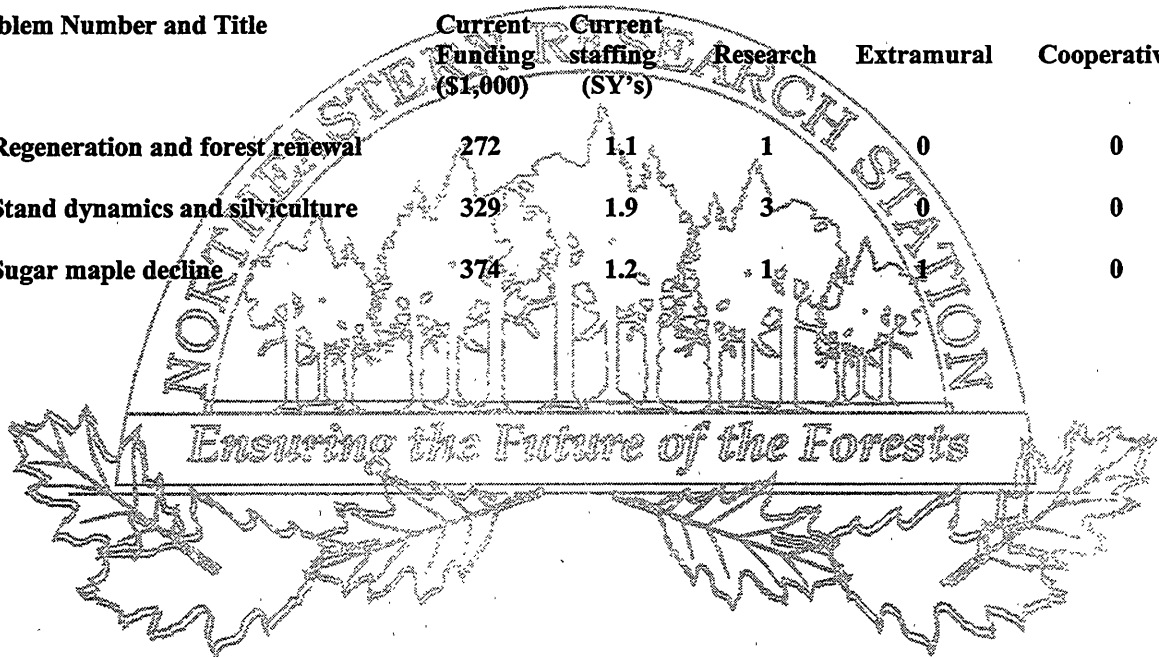 blem Number and Title Current Current
Funding staffing Research Extramural Cooperativ
($1,000) (SY's)
Regeneration and forest renewal 272 1.1 1 0 0
Stand dynamics and silviculture 329 1.9 3 0 0
Sugar maple decline 374 1.2 1 1 0
NORTHEASTERN RESEARCH STATION
Ensuring the Future of the Forests